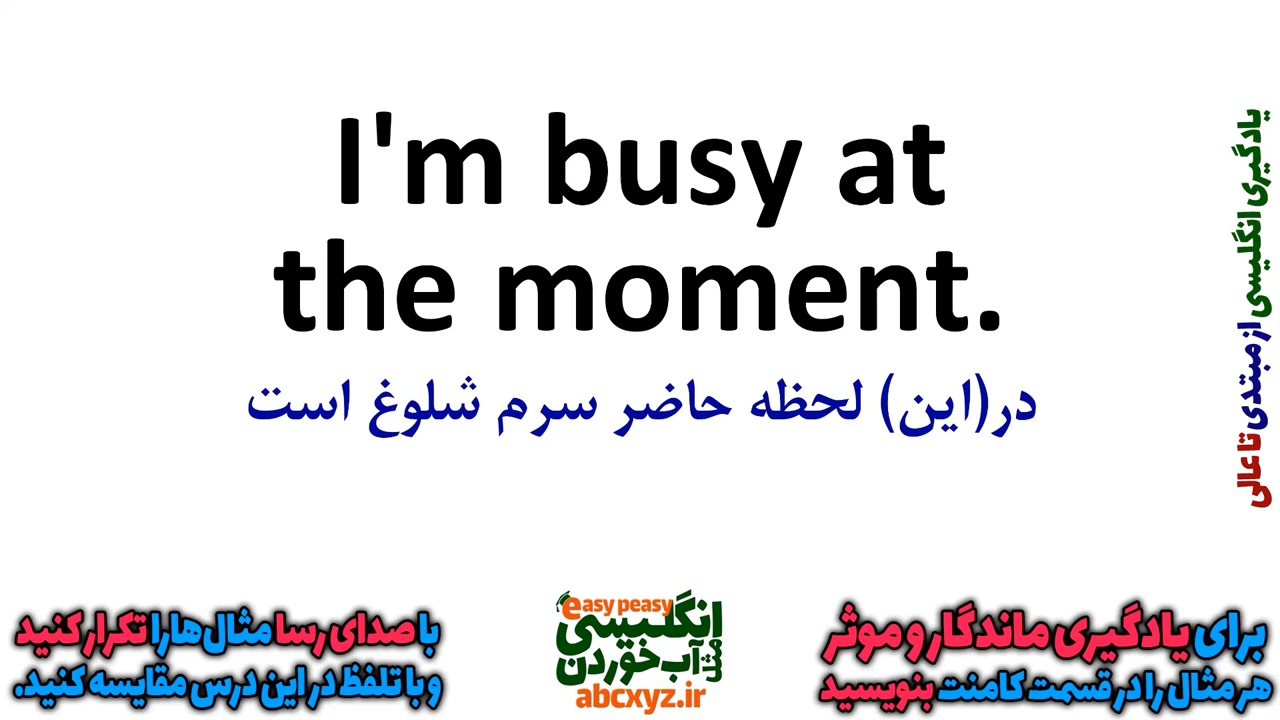 I'm busy at
the moment.
در(این) لحظه حاضر سرم شلوغ است
یادگیری انگلیسی از مبتدی تا عالی
برای یادگیری ماندگار و موثر
هر مثال را در قسمت کامنت بنویسید
easy peasy
انگلیسی
مثل
آب خوردن
abcxyz.ir
با صدای رسا مثال‌ها را تکرار کنید
و با تلفظ در این درس مقایسه کنید.